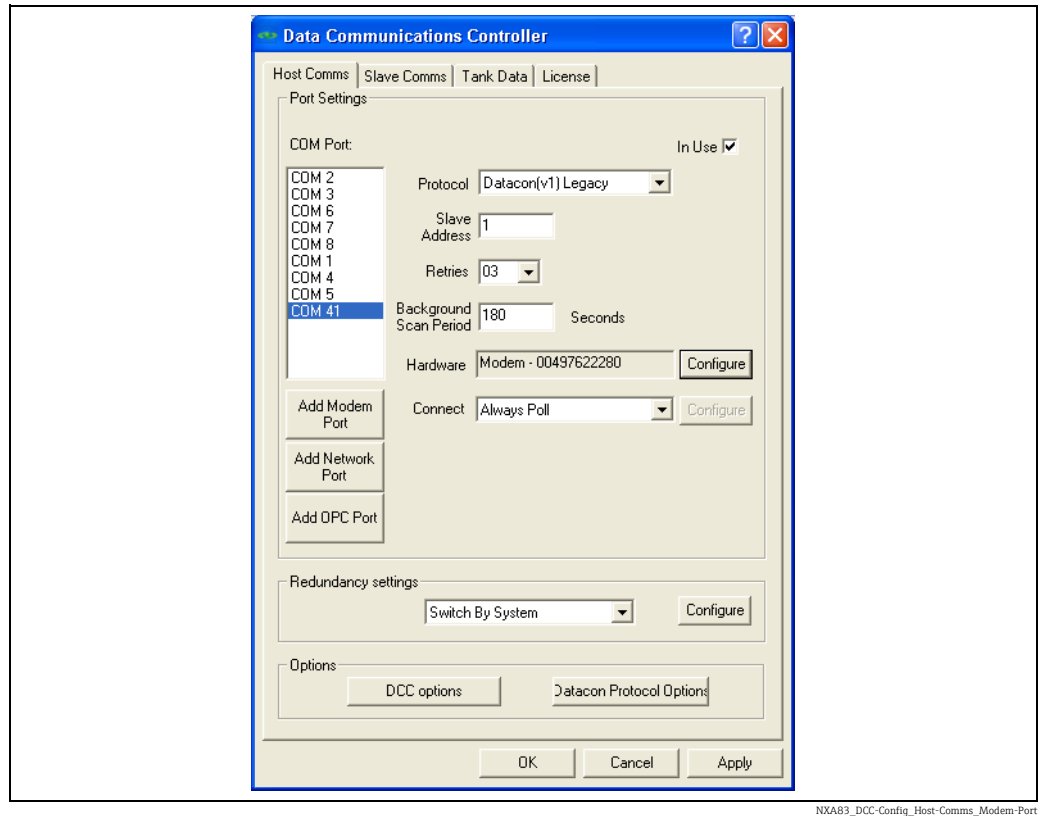 Data Communications Controller
?
Host Comms Slave Comms Tank Data License
Port Settings
COM Port:
In Use
COM 2
COM 3
COM 6
COM 7
COM 8
COM 1
COM 4
COM 5
COM 41
Protocol Datacon(v1) Legacy
Slave
Address 1
Retries 03
Background
Scan Period 180 Seconds
Hardware Modem - 00497622280 Configure
Connect Always Poll Configure
Add Modem
Port
Add Network
Port
Add OPC Port
Redundancy settings
Switch By System Configure
Options
DCC options Datacon Protocol Options
OK Cancel Apply
NXA83_DCC-Config_Host-Comms_Modem-Port